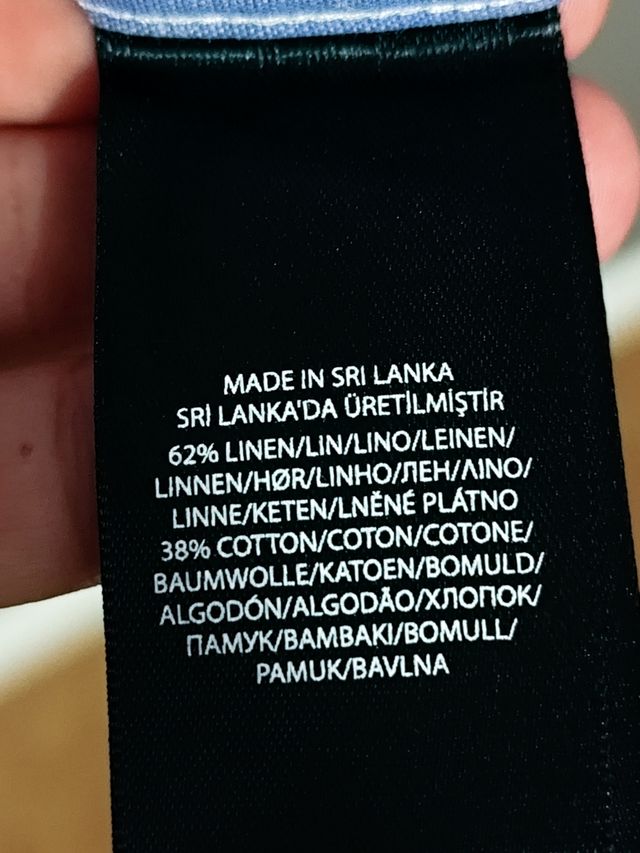 MADE IN SRI LANKA
SRİ LANKA'DA ÜRETİLMİŞTİR
62% LINEN/LIN/LINO/LEINEN/
LINNEN/HØR/LINHO/ЛЕН/ΛΙΝΟ/
LINNE/KETEN/LNĚNÉ PLÁTNO
38% COTTON/COTON/COTONE/
BAUMWOLLE/KATOEN/BOMULD/
ALGODÓN/ALGODÃO/ХЛОПОК/
ПАМУК/ΒΑΜΒΑΚΙ/BOMULL/
PAMUK/BAVLNA